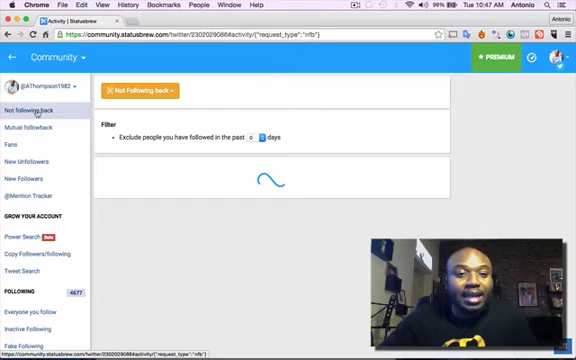 Chrome File Edit View History Bookmarks People Window Help 99% Tue 10:47 AM Antonio
Activity | Statusbrew
Antonio
https://community.statusbrew.com/twitter/2302029086#activity/{"request_type":"nfb"}
Community
PREMIUM
@AThompson1982
Not following back
Mutual followback
Fans
New Unfollowers
New Followers
@Mention Tracker
GROW YOUR ACCOUNT
Power Search Beta
Copy Followers/following
Tweet Search
FOLLOWING 4677
Everyone you follow
Inactive Following
Fake Following
Not Following back
Filter
Exclude people you have followed in the past 0 days
https://community.statusbrew.com/twitter/2302029086#activity/{"request_type":"nfb"}